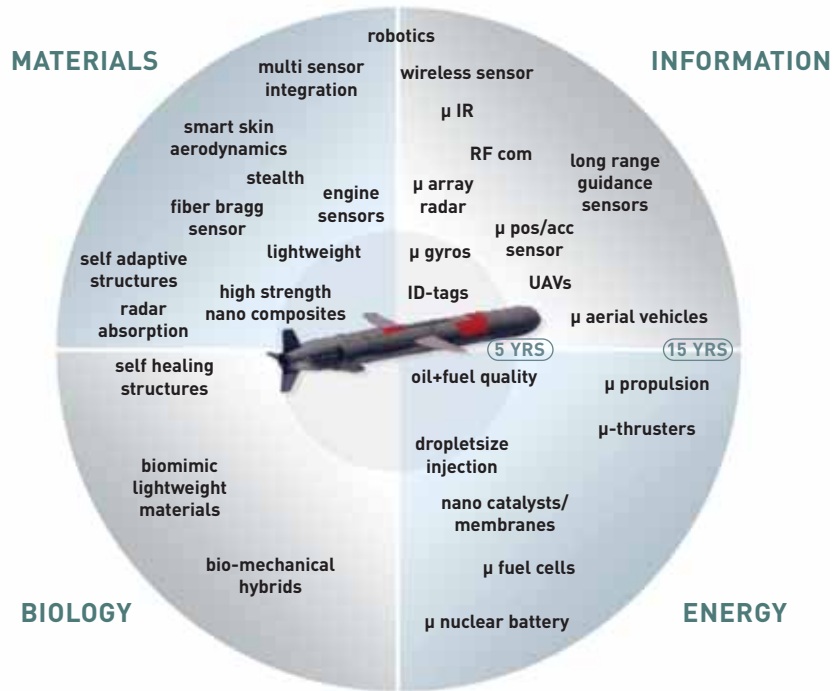 robotics
MATERIALS
INFORMATION
multi sensor
integration
wireless sensor
µ IR
smart skin
aerodynamics
RF com
long range
guidance
sensors
stealth
µ array
radar
engine
sensors
fiber bragg
sensor
µ pos/acc
sensor
lightweight
µ gyros
self adaptive
structures
UAVs
high strength
nano composites
ID-tags
radar
absorption
µ aerial vehicles
5 YRS
15 YRS
self healing
structures
oil+fuel quality
µ propulsion
µ-thrusters
dropletsize
injection
biomimic
lightweight
materials
nano catalysts/
membranes
bio-mechanical
hybrids
µ fuel cells
BIOLOGY
ENERGY
µ nuclear battery